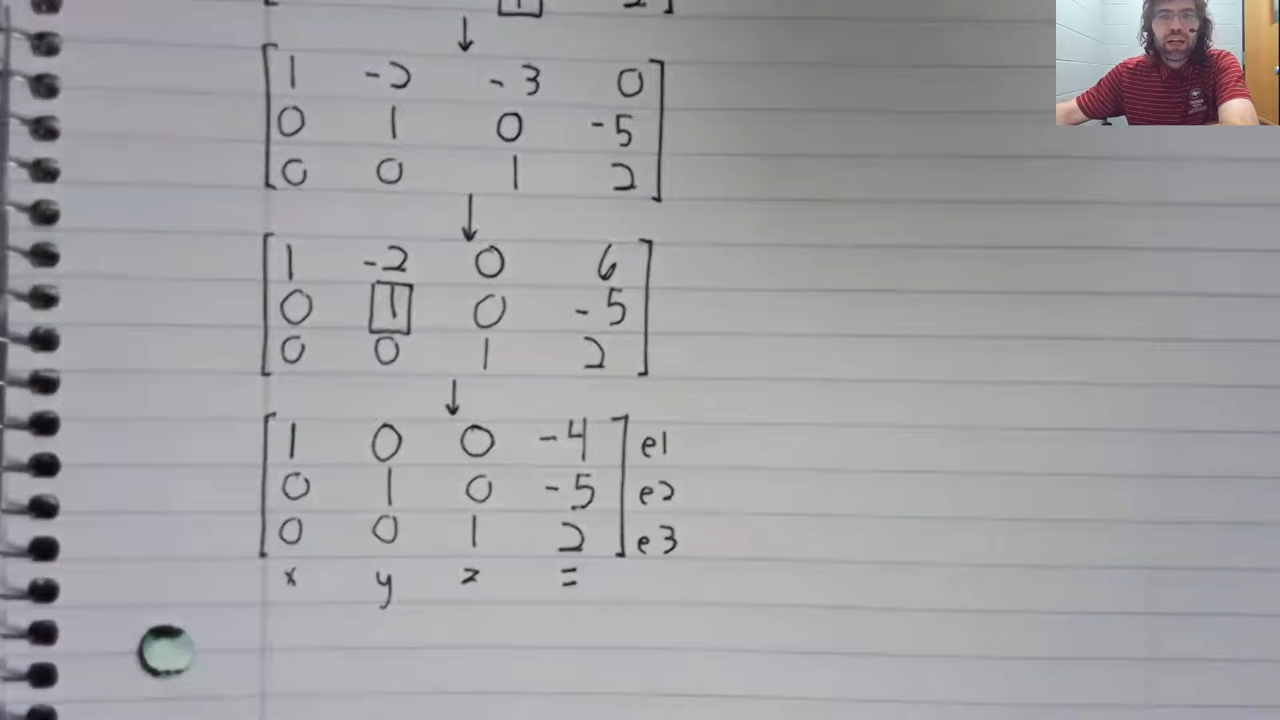 1 -2 -3 0
0 1 0 -5
0 0 1 2
1 -2 0 6
0 1 0 -5
0 0 1 2
1 0 0 -4 e1
0 1 0 -5 e2
0 0 1 2 e3
x y z =